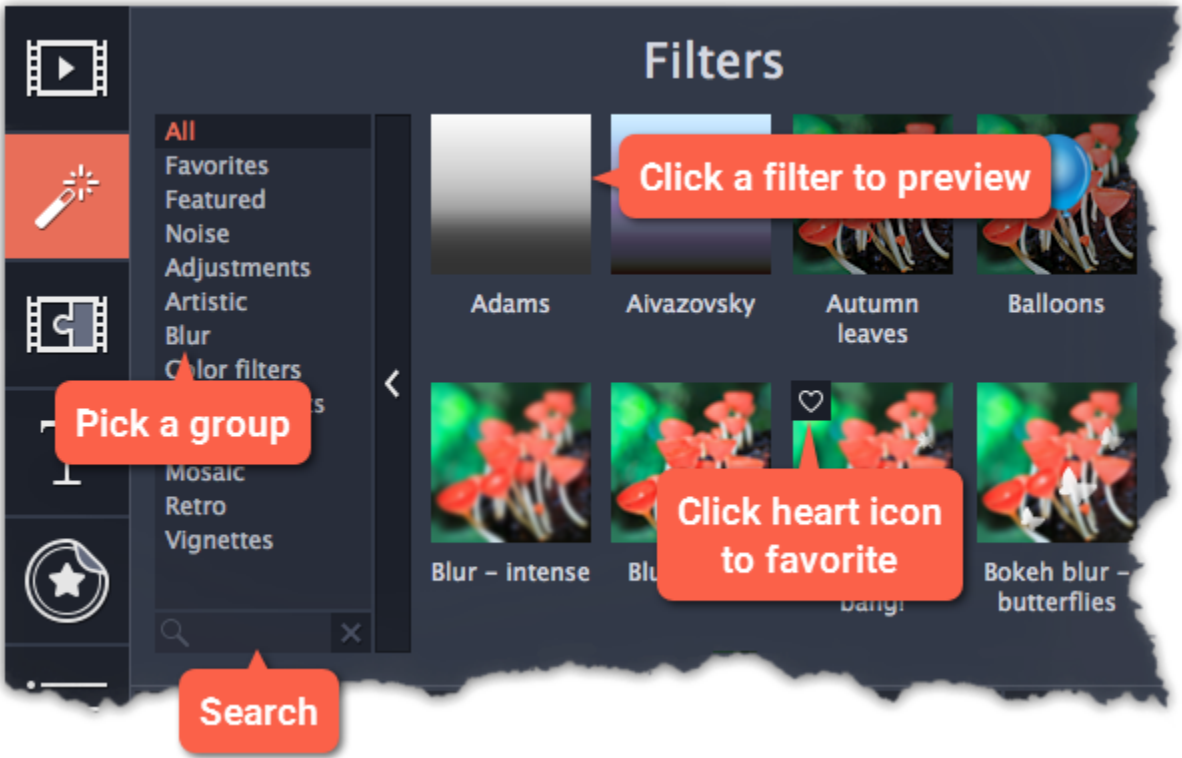 Filters
All
Favorites
Featured
Noise
Adjustments
Artistic
Blur
Color filters
Pick a group
Mosaic
Retro
Vignettes
Search
Click a filter to preview
Adams
Aivazovsky
Autumn
leaves
Balloons
Click heart icon
to favorite
Blur – intense
Bokeh blur –
butterflies
bang!